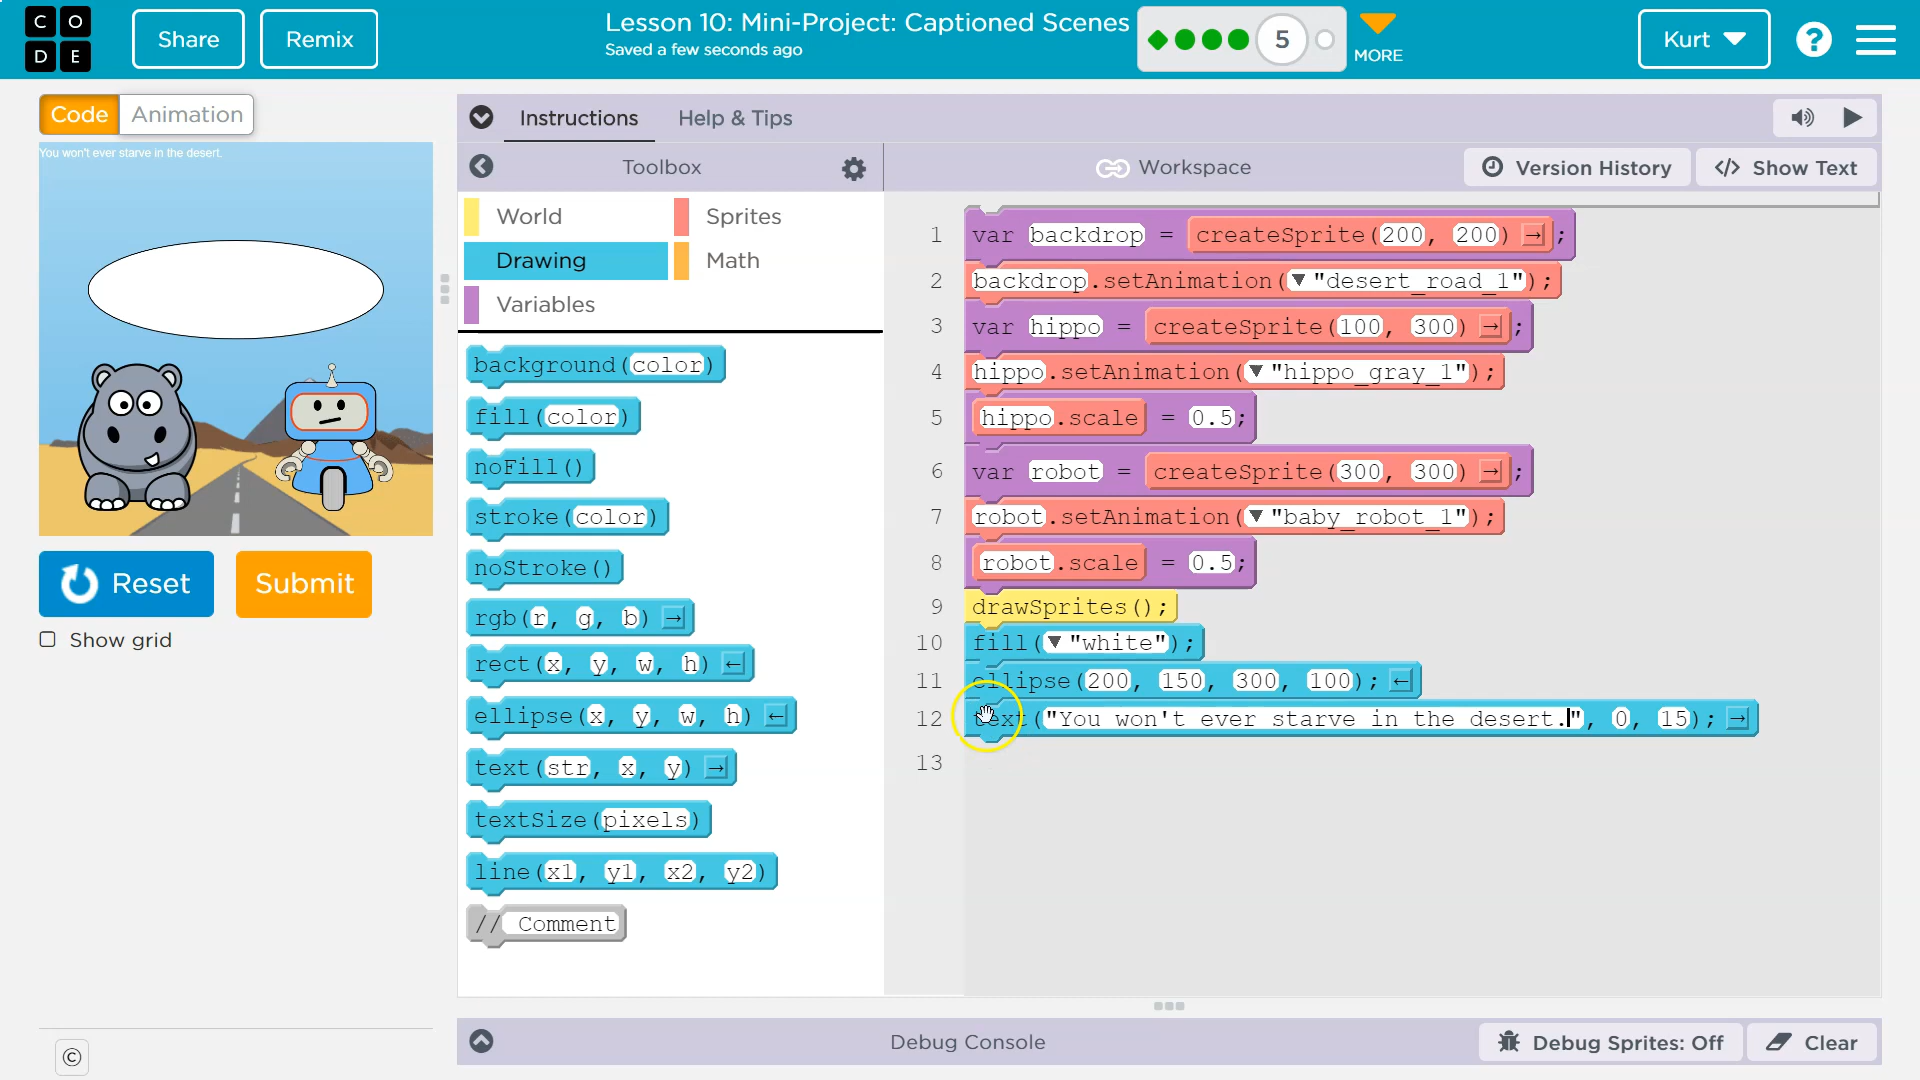 CODE
Share
Remix
Lesson 10: Mini-Project: Captioned Scenes
Saved a few seconds ago
5
MORE
Kurt
?
Code
Animation
Instructions
Help & Tips
Toolbox
Workspace
Version History
</> Show Text
You won't ever starve in the desert.
World
Sprites
Drawing
Math
Variables
background(color)
fill(color)
noFill()
stroke(color)
noStroke()
rgb(r, g, b) →
rect(x, y, w, h) ←
ellipse(x, y, w, h) ←
text(str, x, y) →
textSize(pixels)
line(x1, y1, x2, y2)
// Comment
1 var backdrop = createSprite(200, 200) →;
2 backdrop.setAnimation(▼ "desert_road_1");
3 var hippo = createSprite(100, 300) →;
4 hippo.setAnimation(▼ "hippo_gray_1");
5 hippo.scale = 0.5;
6 var robot = createSprite(300, 300) →;
7 robot.setAnimation(▼ "baby_robot_1");
8 robot.scale = 0.5;
9 drawSprites();
10 fill(▼ "white");
11 ellipse(200, 150, 300, 100); ←
12 text("You won't ever starve in the desert.", 0, 15); →
13
Reset
Submit
Show grid
©
Debug Console
Debug Sprites: Off
Clear